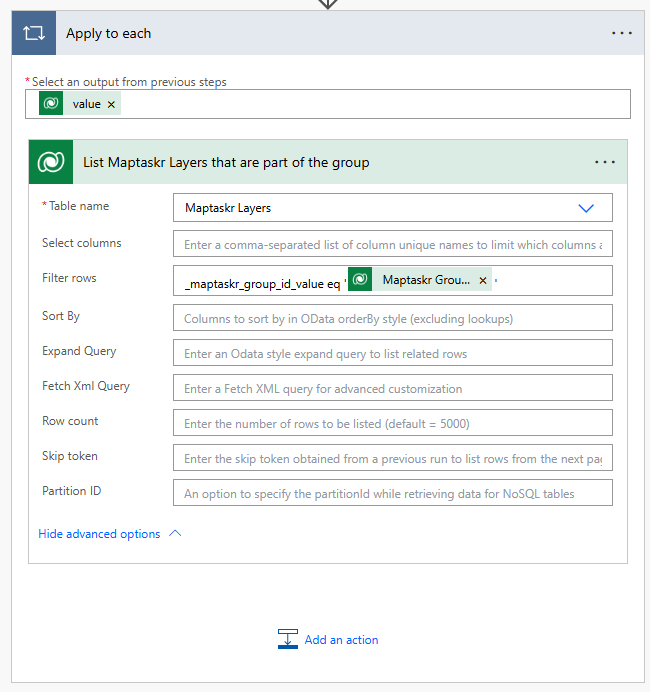 Apply to each
* Select an output from previous steps
value ×
List Maptaskr Layers that are part of the group
* Table name
Maptaskr Layers
Select columns
Enter a comma-separated list of column unique names to limit which columns a
Filter rows
_maptaskr_group_id_value eq ' Maptaskr Grou... × '
Sort By
Columns to sort by in OData orderBy style (excluding lookups)
Expand Query
Enter an Odata style expand query to list related rows
Fetch Xml Query
Enter a Fetch XML query for advanced customization
Row count
Enter the number of rows to be listed (default = 5000)
Skip token
Enter the skip token obtained from a previous run to list rows from the next pag
Partition ID
An option to specify the partitionId while retrieving data for NoSQL tables
Hide advanced options
Add an action